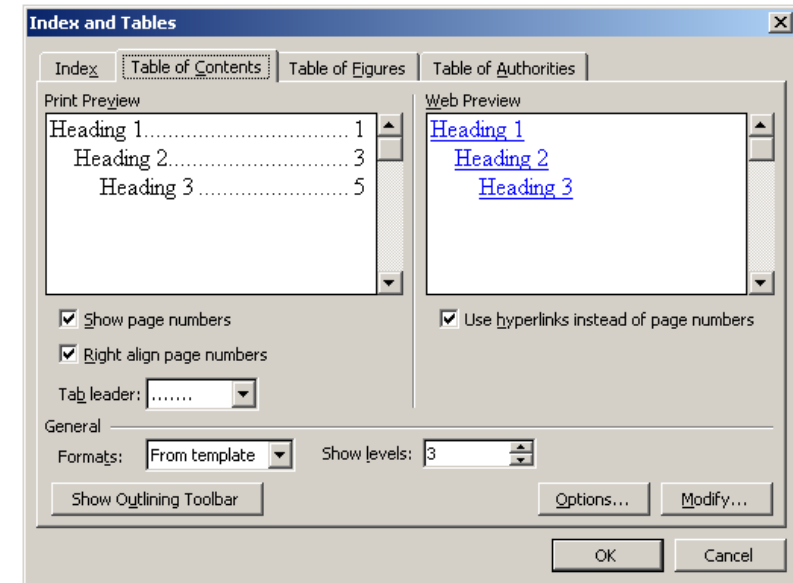 Index and Tables
Index
Table of Contents
Table of Figures
Table of Authorities
Print Preview
Heading 1................................ 1
Heading 2............................ 3
Heading 3 ....................... 5
Web Preview
Heading 1
Heading 2
Heading 3
Show page numbers
Right align page numbers
Tab leader: .......
Use hyperlinks instead of page numbers
General
Formats: From template
Show levels: 3
Show Outlining Toolbar
Options...
Modify...
OK
Cancel